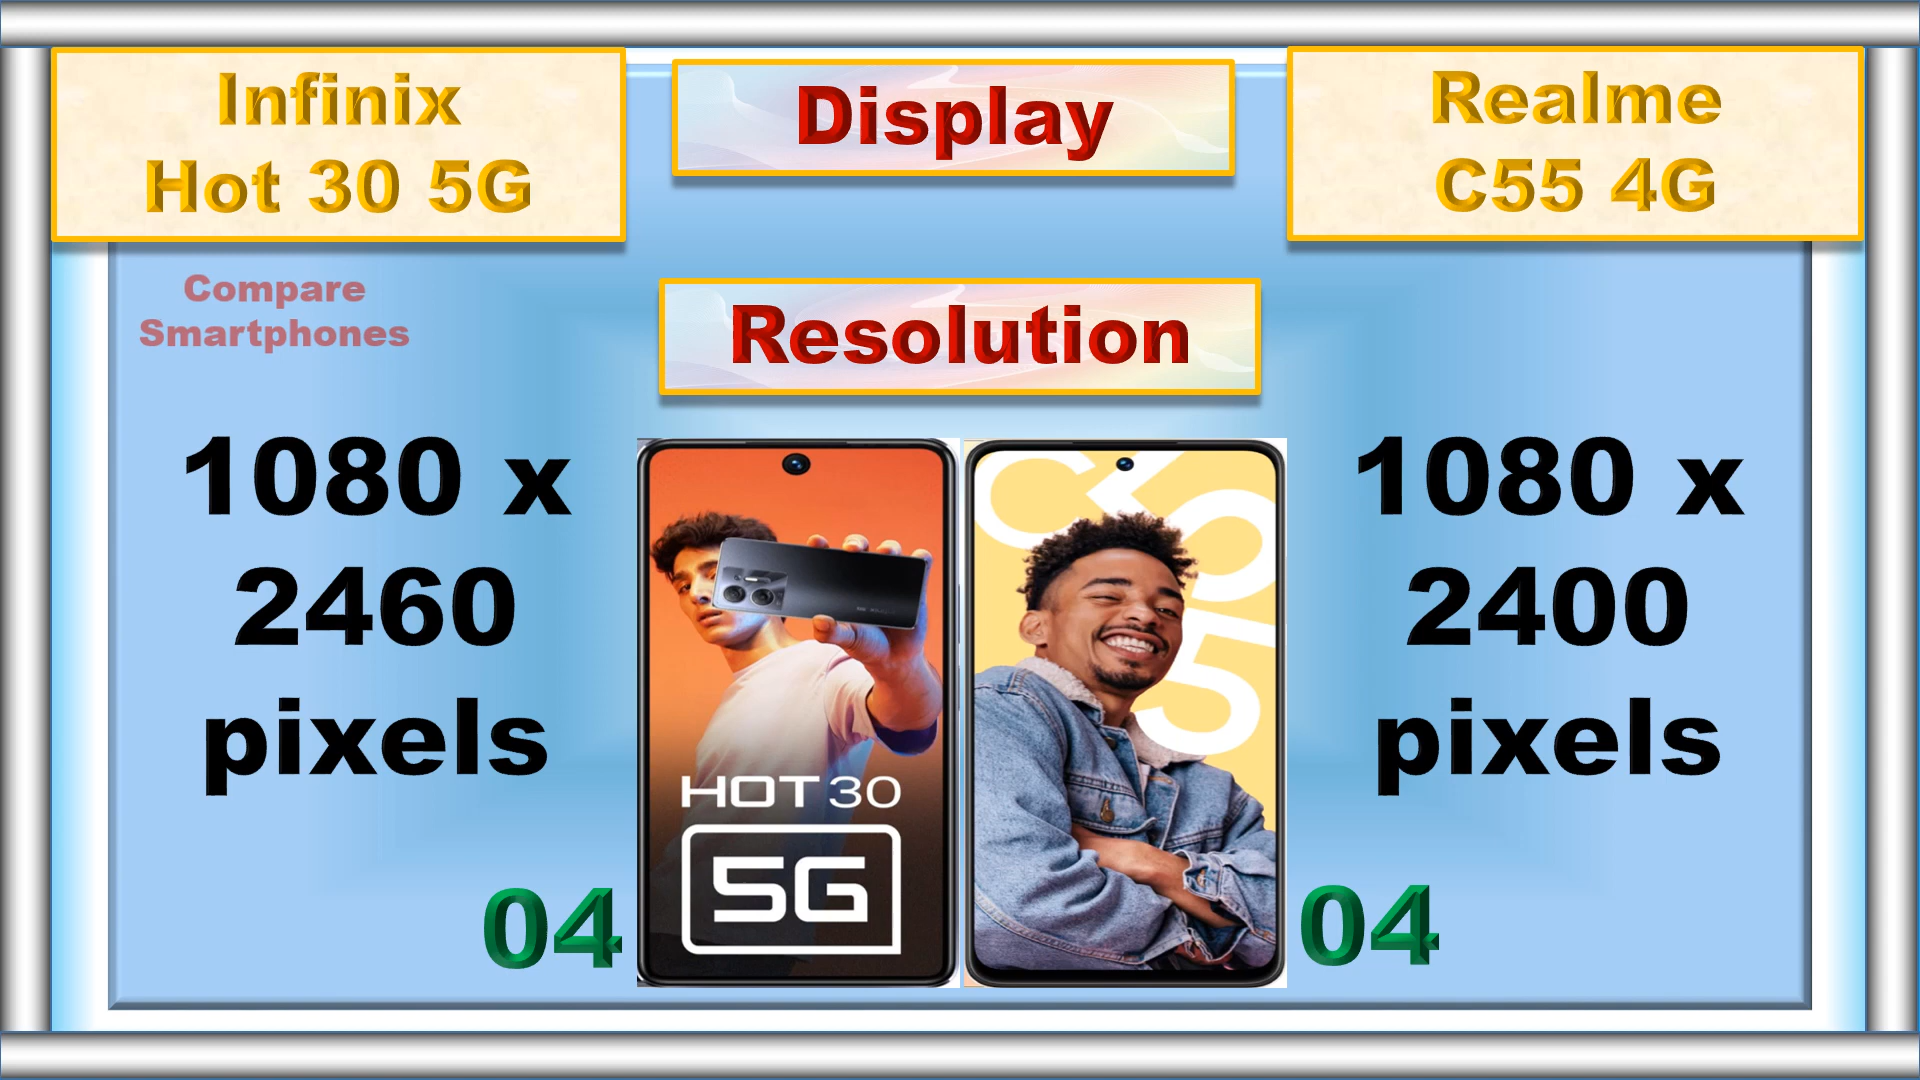 Infinix
Hot 30 5G
Display
Realme
C55 4G
Compare
Smartphones
Resolution
1080 x
2460
pixels
1080 x
2400
pixels
HOT 30
5G
C55
04
04